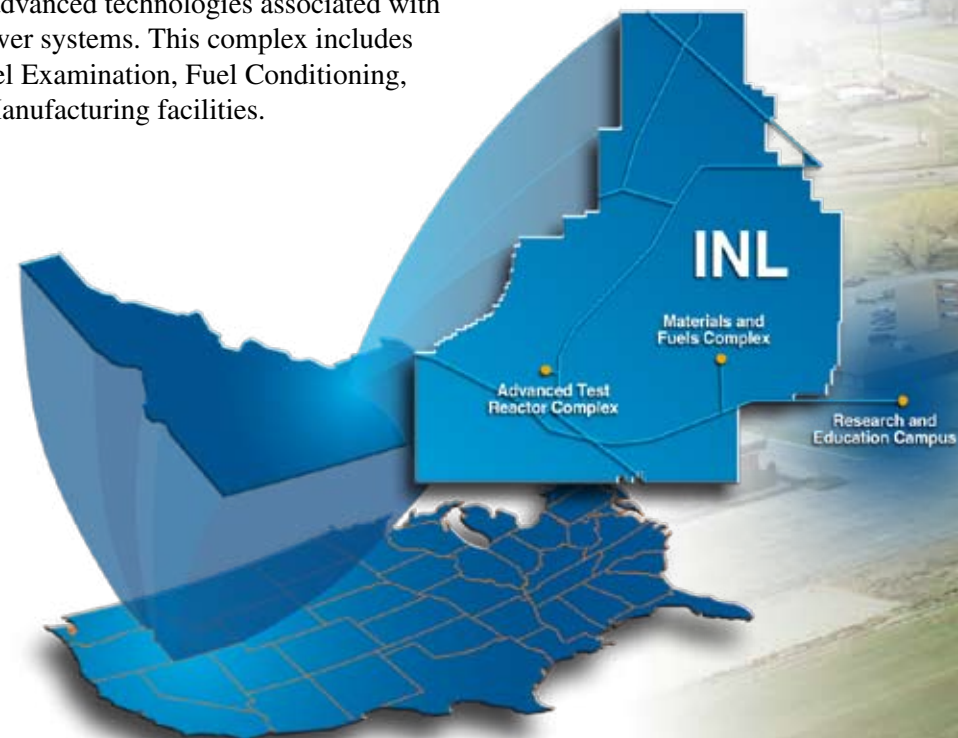 advanced technologies associated with
wer systems. This complex includes
el Examination, Fuel Conditioning,
Manufacturing facilities.
INL
Materials and
Fuels Complex
Advanced Test
Reactor Complex
Research and
Education Campus